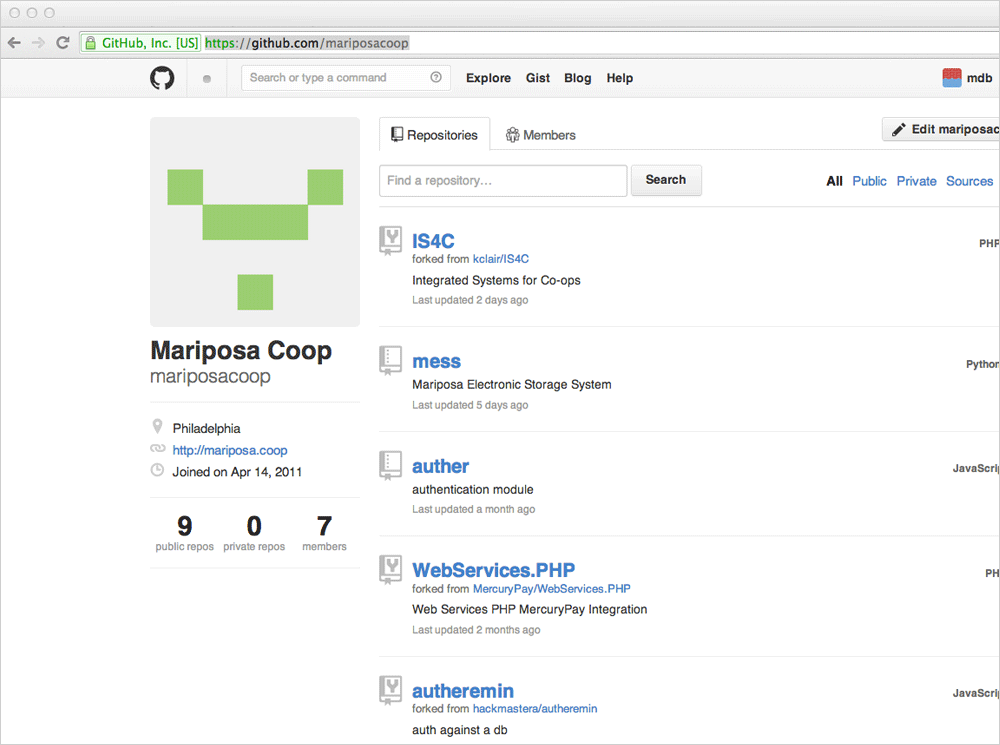 GitHub, Inc. [US] https://github.com/mariposacoop
Search or type a command
Explore Gist Blog Help
mdb
Repositories Members
Edit mariposac
Find a repository...
Search
All Public Private Sources
IS4C
PHP
forked from kclair/IS4C
Integrated Systems for Co-ops
Last updated 2 days ago
Mariposa Coop
mariposacoop
mess
Python
Mariposa Electronic Storage System
Last updated 5 days ago
Philadelphia
http://mariposa.coop
Joined on Apr 14, 2011
auther
JavaScrip
authentication module
Last updated a month ago
9 0 7
public repos private repos members
WebServices.PHP
PH
forked from MercuryPay/WebServices.PHP
Web Services PHP MercuryPay Integration
Last updated 2 months ago
autheremin
JavaScrip
forked from hackmastera/autheremin
auth against a db